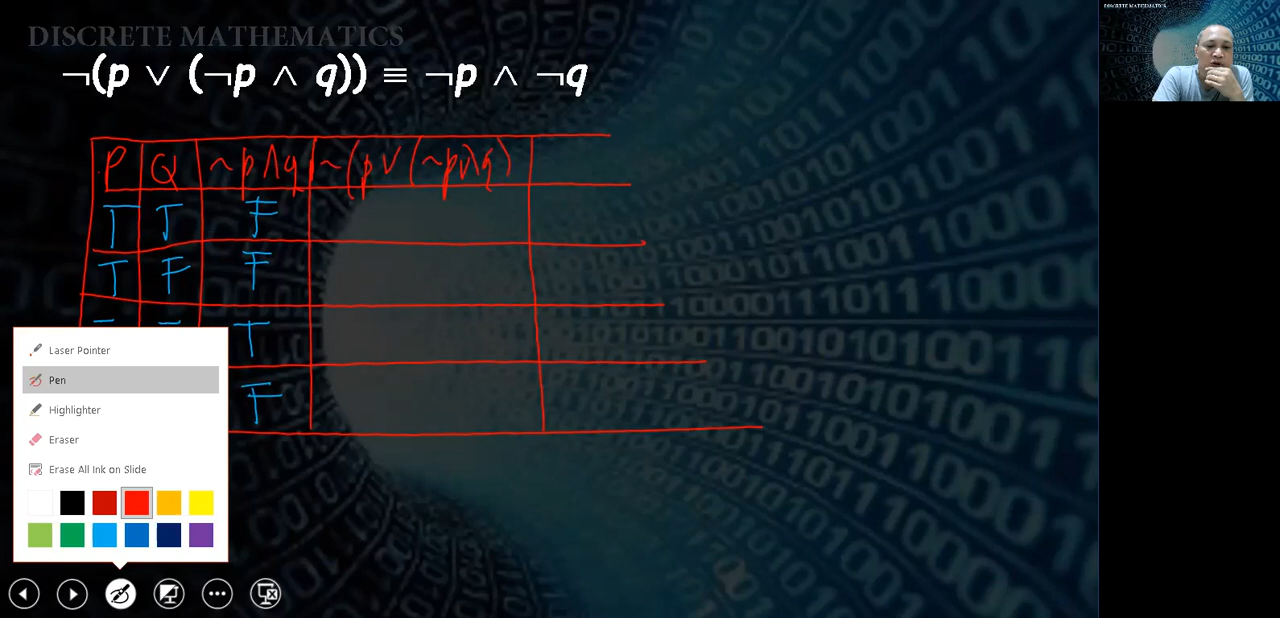 DISCRETE MATHEMATICS
¬(p ∨ (¬p ∧ q)) ≡ ¬p ∧ ¬q
P Q ~p∧q ~(p∨(~p∧q)
T T F
T F F
T
F
Laser Pointer
Pen
Highlighter
Eraser
Erase All Ink on Slide
DISCRETE MATHEMATICS